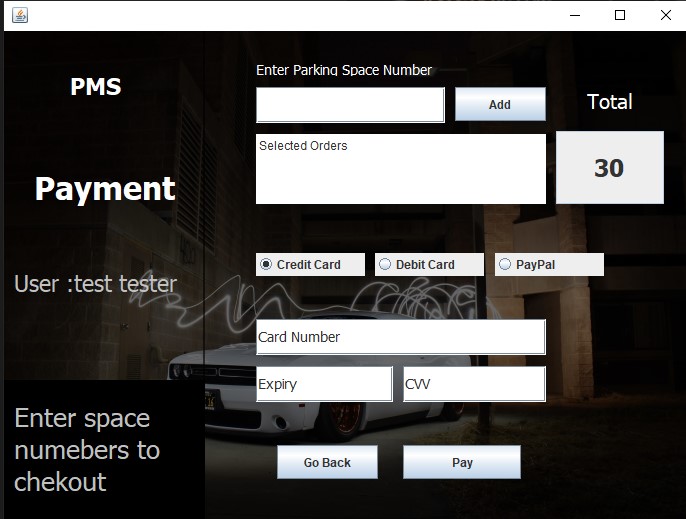 PMS
Payment
User :test tester
Enter space
numebers to
chekout
Enter Parking Space Number
Add
Total
Selected Orders
30
Credit Card
Debit Card
PayPal
Card Number
Expiry
CVV
Go Back
Pay